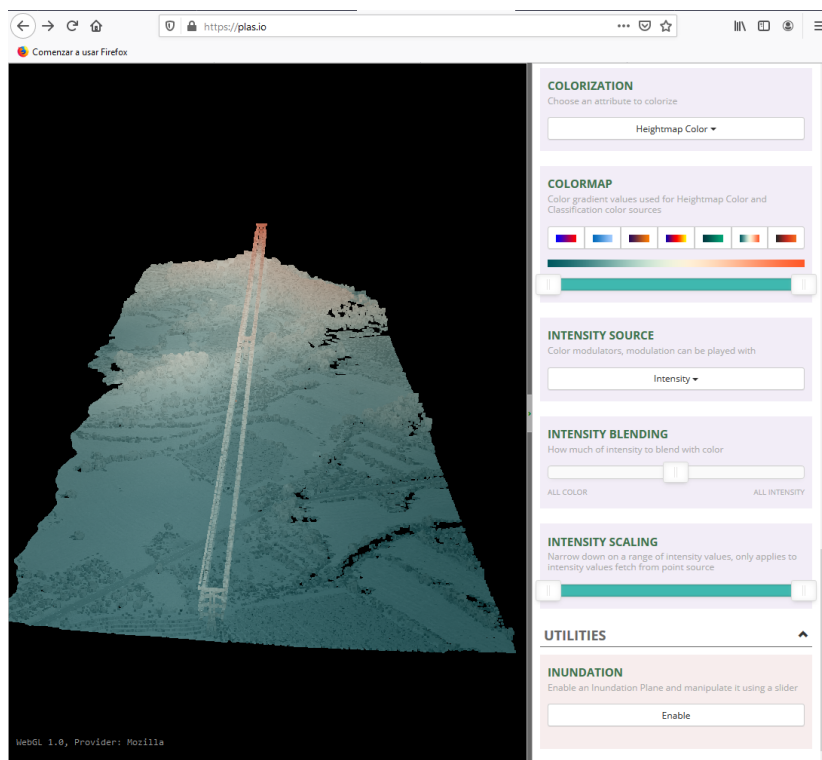 https://plas.io
Comenzar a usar Firefox
COLORIZATION
Choose an attribute to colorize
Heightmap Color
COLORMAP
Color gradient values used for Heightmap Color and
Classification color sources
INTENSITY SOURCE
Color modulators, modulation can be played with
Intensity
INTENSITY BLENDING
How much of intensity to blend with color
ALL COLOR
ALL INTENSITY
INTENSITY SCALING
Narrow down on a range of intensity values, only applies to
intensity values fetch from point source
UTILITIES
INUNDATION
Enable an Inundation Plane and manipulate it using a slider
Enable
WebGL 1.0, Provider: Mozilla